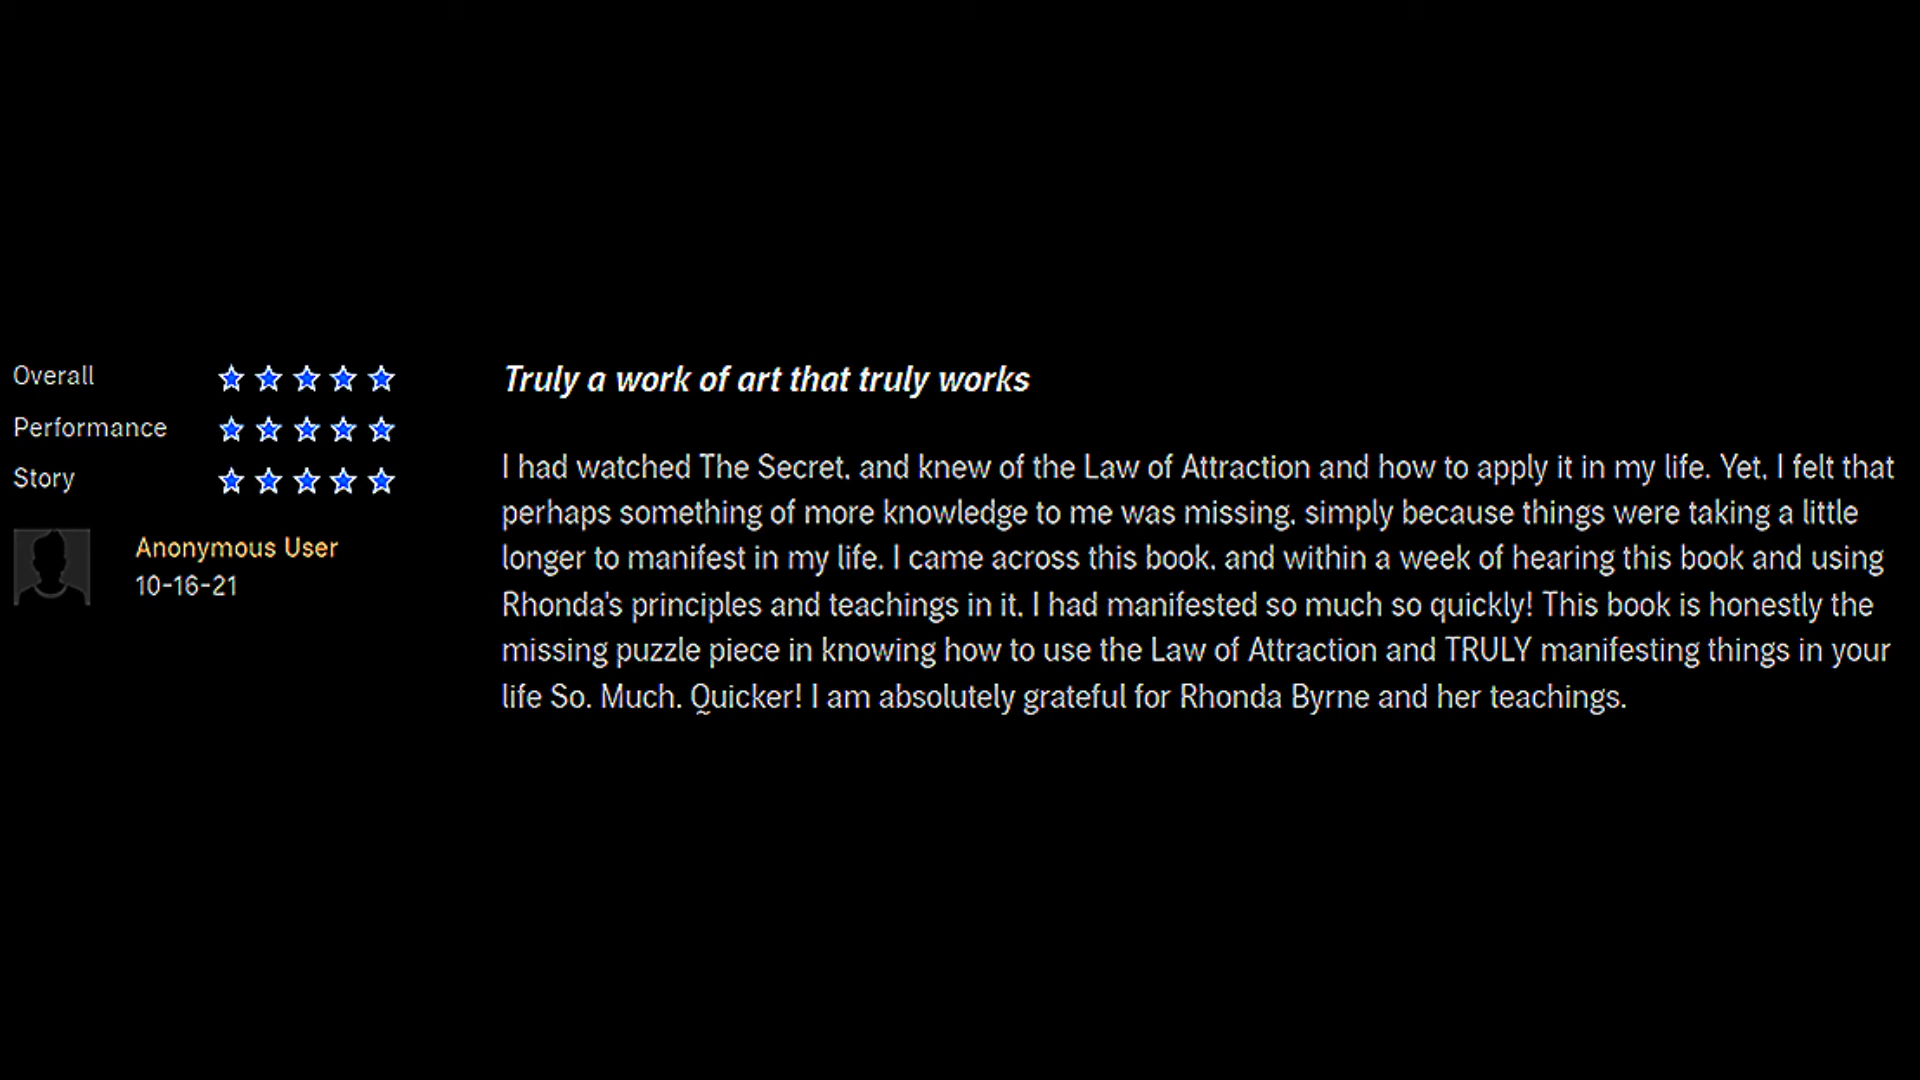 Overall
Performance
Story
Anonymous User
10-16-21
Truly a work of art that truly works
I had watched The Secret, and knew of the Law of Attraction and how to apply it in my life. Yet, I felt that
perhaps something of more knowledge to me was missing, simply because things were taking a little
longer to manifest in my life. I came across this book, and within a week of hearing this book and using
Rhonda's principles and teachings in it, I had manifested so much so quickly! This book is honestly the
missing puzzle piece in knowing how to use the Law of Attraction and TRULY manifesting things in your
life So. Much. Quicker! I am absolutely grateful for Rhonda Byrne and her teachings.